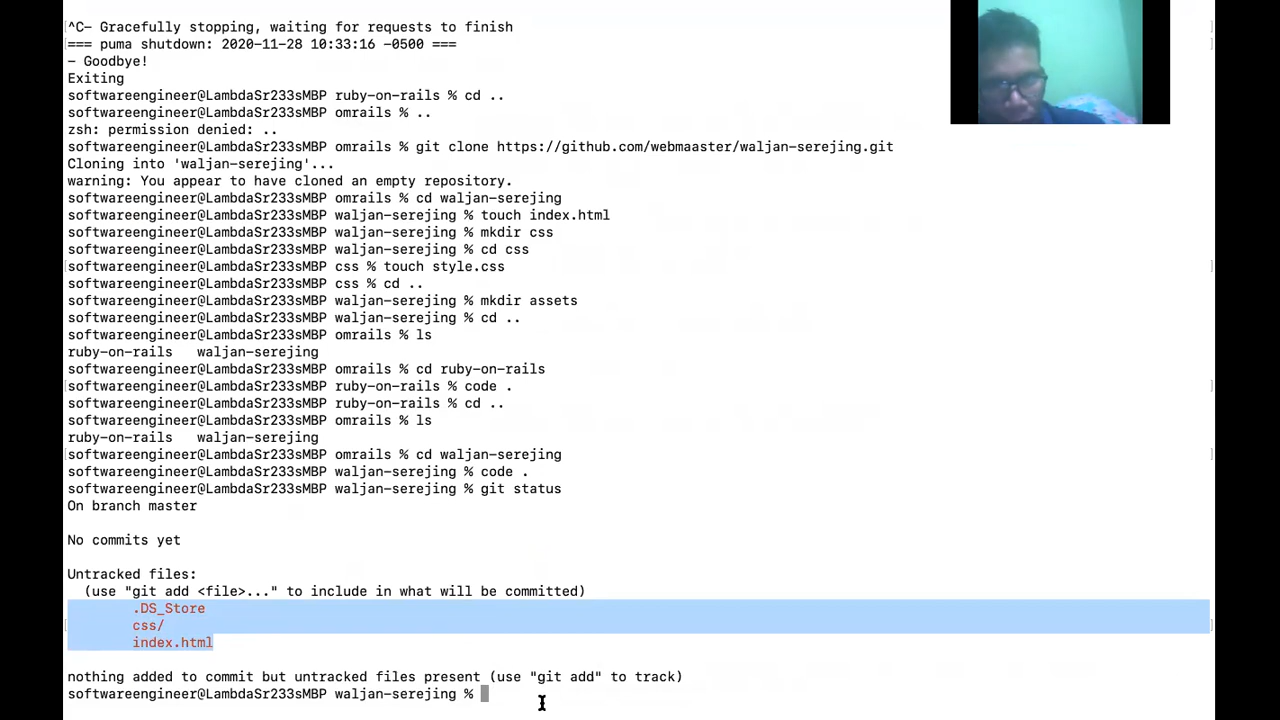 ^C- Gracefully stopping, waiting for requests to finish
=== puma shutdown: 2020-11-28 10:33:16 -0500 ===
- Goodbye!
Exiting
softwareengineer@LambdaSr233sMBP ruby-on-rails % cd ..
softwareengineer@LambdaSr233sMBP omrails % ..
zsh: permission denied: ..
softwareengineer@LambdaSr233sMBP omrails % git clone https://github.com/webmaaster/waljan-serejing.git
Cloning into 'waljan-serejing'...
warning: You appear to have cloned an empty repository.
softwareengineer@LambdaSr233sMBP omrails % cd waljan-serejing
softwareengineer@LambdaSr233sMBP waljan-serejing % touch index.html
softwareengineer@LambdaSr233sMBP waljan-serejing % mkdir css
softwareengineer@LambdaSr233sMBP waljan-serejing % cd css
softwareengineer@LambdaSr233sMBP css % touch style.css
softwareengineer@LambdaSr233sMBP css % cd ..
softwareengineer@LambdaSr233sMBP waljan-serejing % mkdir assets
softwareengineer@LambdaSr233sMBP waljan-serejing % cd ..
softwareengineer@LambdaSr233sMBP omrails % ls
ruby-on-rails   waljan-serejing
softwareengineer@LambdaSr233sMBP omrails % cd ruby-on-rails
softwareengineer@LambdaSr233sMBP ruby-on-rails % code .
softwareengineer@LambdaSr233sMBP ruby-on-rails % cd ..
softwareengineer@LambdaSr233sMBP omrails % ls
ruby-on-rails   waljan-serejing
softwareengineer@LambdaSr233sMBP omrails % cd waljan-serejing
softwareengineer@LambdaSr233sMBP waljan-serejing % code .
softwareengineer@LambdaSr233sMBP waljan-serejing % git status
On branch master
No commits yet
Untracked files:
(use "git add <file>..." to include in what will be committed)
.DS_Store
css/
index.html
nothing added to commit but untracked files present (use "git add" to track)
softwareengineer@LambdaSr233sMBP waljan-serejing %